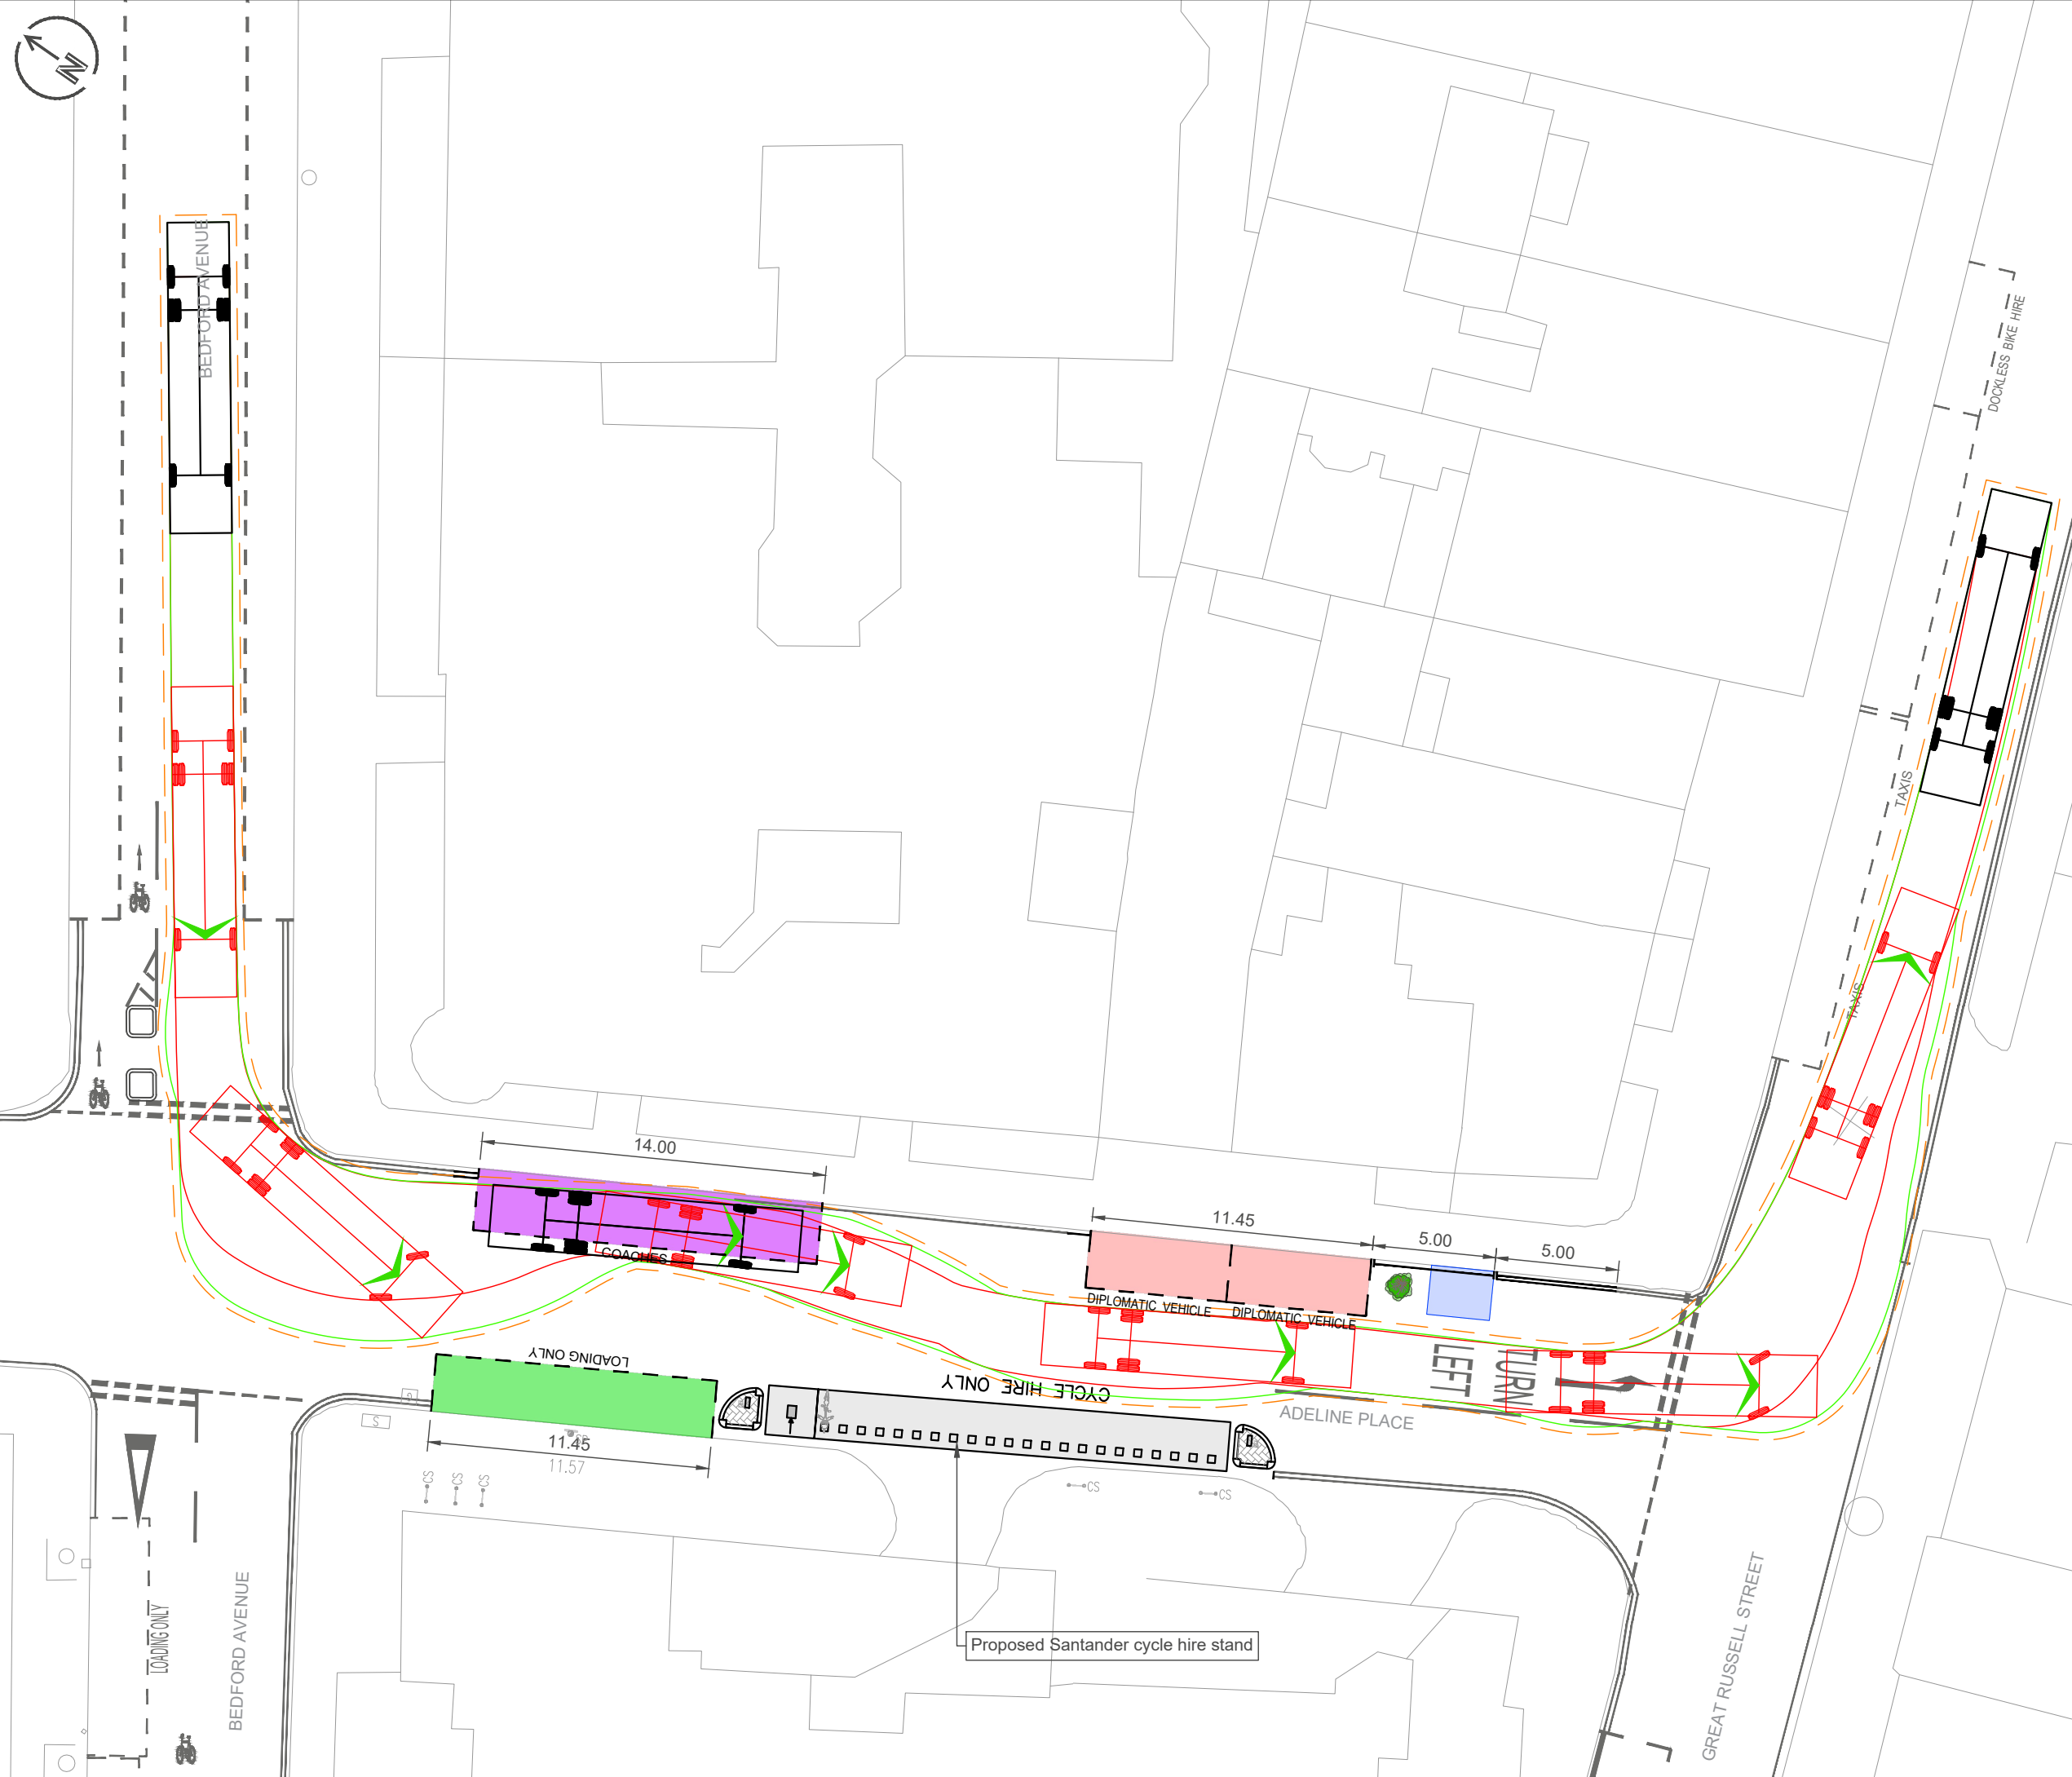 N
BEDFORD AVENUE
DOCKLESS BIKE HIRE
TAXIS
TAXIS
14.00
COACHES
11.45
5.00
5.00
DIPLOMATIC VEHICLE
DIPLOMATIC VEHICLE
LOADING ONLY
CYCLE HIRE ONLY
TURN
LEFT
ADELINE PLACE
S
11.45
11.57
CS
CS
CS
CS
CS
LOADING ONLY
BEDFORD AVENUE
Proposed Santander cycle hire stand
GREAT RUSSELL STREET